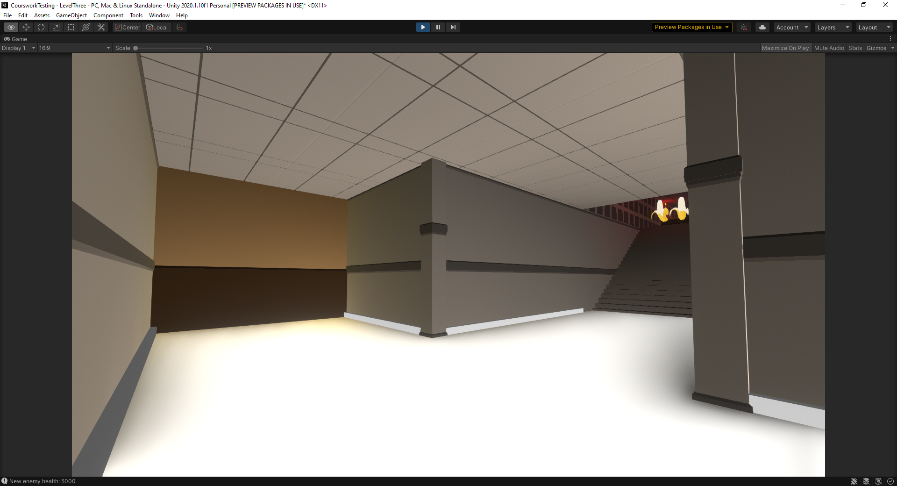 CoursworkTesting - LevelThree - PC, Mac & Linux Standalone - Unity 2020.1.10f1 Personal [PREVIEW PACKAGES IN USE]* <DX11>
File Edit Assets GameObject Component Tools Window Help
Center Local Preview Packages in Use Account Layers Layout
Game
Display 1 16:9 Scale 1x Maximize On Play Mute Audio Stats Gizmos
New enemy health: 3000